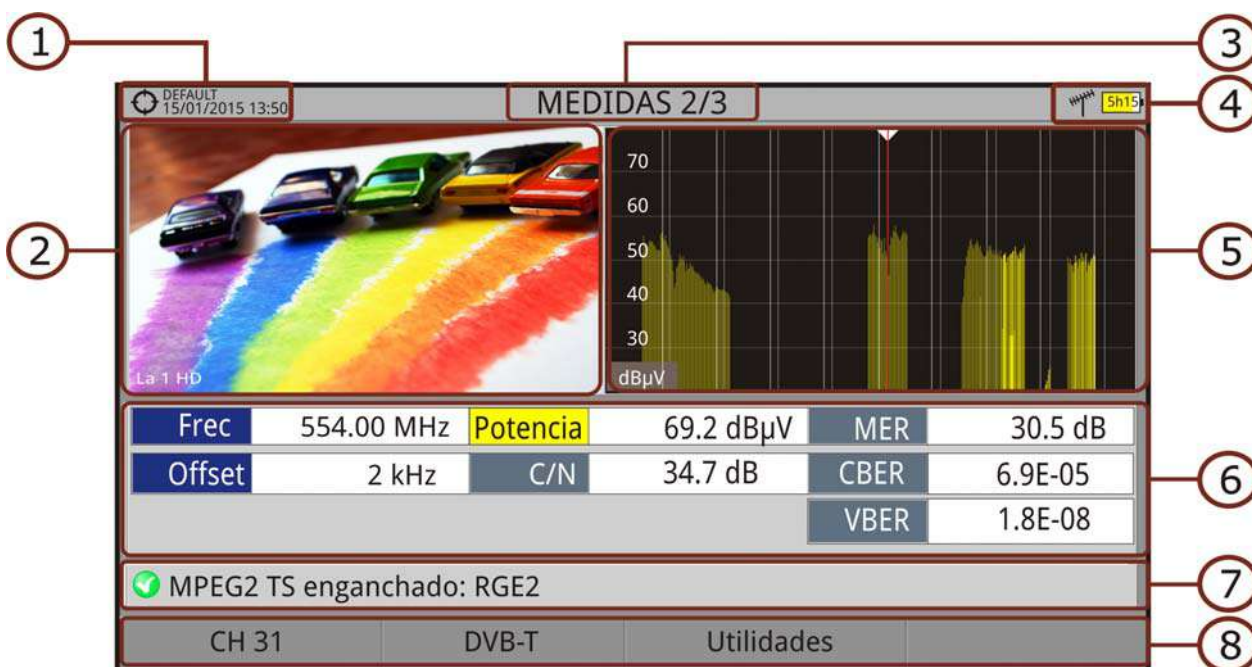 1
3
DEFAULT
15/01/2015 13:50
MEDIDAS 2/3
5h15
4
2
La 1 HD
70
60
50
40
30
dBµV
5
Frec 554.00 MHz Potencia 69.2 dBµV MER 30.5 dB
Offset 2 kHz C/N 34.7 dB CBER 6.9E-05
VBER 1.8E-08
6
MPEG2 TS enganchado: RGE2
7
CH 31 DVB-T Utilidades
8